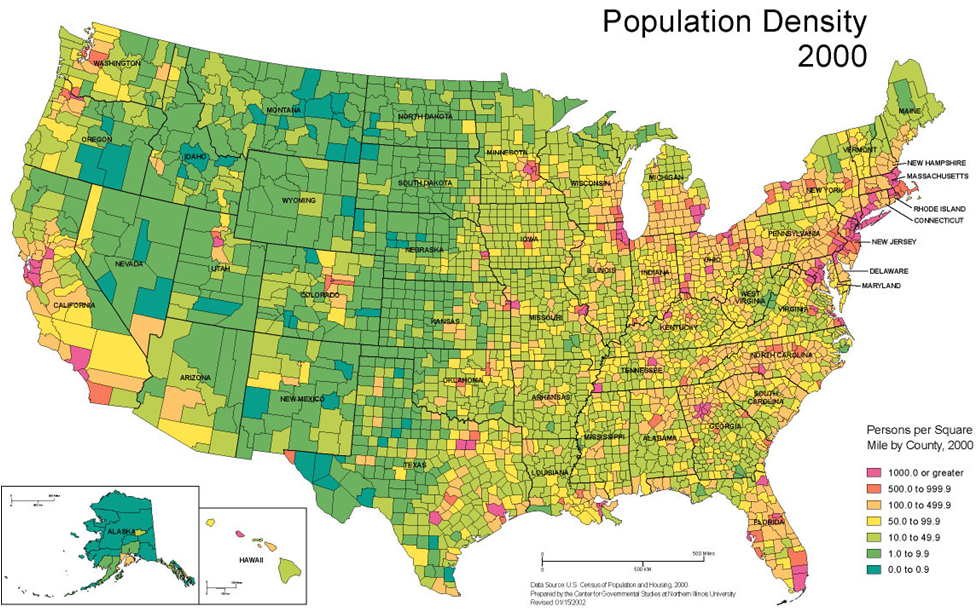 Population Density
2000
WASHINGTON
MONTANA
NORTH DAKOTA
MINNESOTA
MAINE
OREGON
IDAHO
VERMONT
NEW HAMPSHIRE
MASSACHUSETTS
WYOMING
SOUTH DAKOTA
WISCONSIN
MICHIGAN
NEW YORK
RHODE ISLAND
CONNECTICUT
NEVADA
UTAH
NEBRASKA
IOWA
PENNSYLVANIA
NEW JERSEY
COLORADO
ILLINOIS
INDIANA
OHIO
DELAWARE
MARYLAND
CALIFORNIA
KANSAS
MISSOURI
WEST
VIRGINIA
VIRGINIA
KENTUCKY
ARIZONA
NEW MEXICO
OKLAHOMA
ARKANSAS
TENNESSEE
NORTH CAROLINA
SOUTH
CAROLINA
TEXAS
LOUISIANA
MISSISSIPPI
ALABAMA
GEORGIA
FLORIDA
ALASKA
HAWAII
Persons per Square
Mile by County, 2000
1000.0 or greater
500.0 to 999.9
100.0 to 499.9
50.0 to 99.9
10.0 to 49.9
1.0 to 9.9
0.0 to 0.9
0
500 Miles
0
500 KM
Data Source: U.S. Census of Population and Housing, 2000.
Prepared by the Center for Governmental Studies at Northern Illinois University
Revised: 01/15/2002